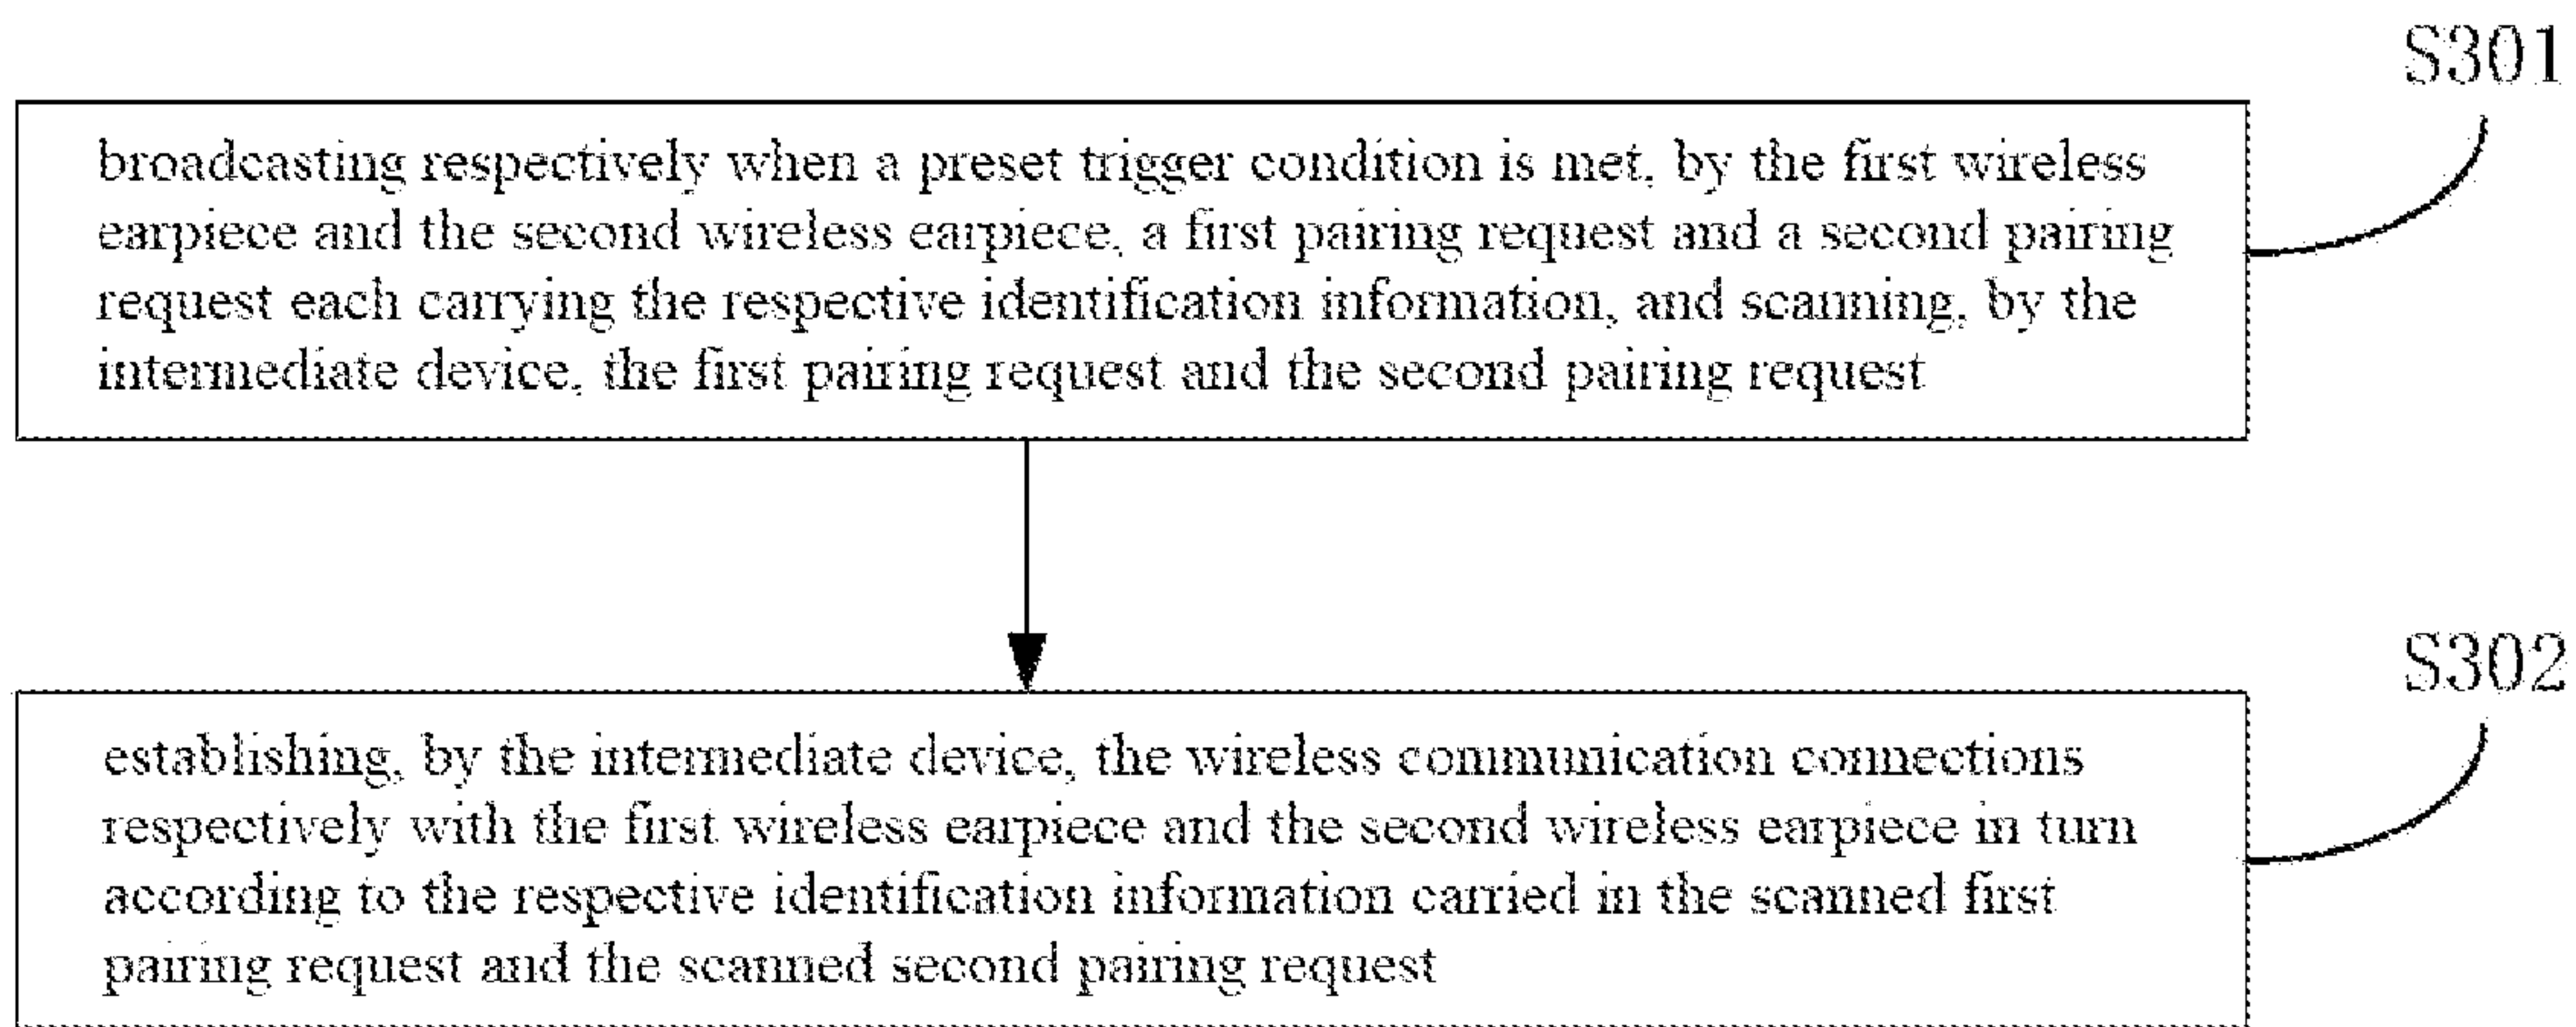 S301
broadcasting respectively when a preset trigger condition is met, by the first wireless
earpiece and the second wireless earpiece, a first pairing request and a second pairing
request each carrying the respective identification information, and scanning, by the
intermediate device, the first pairing request and the second pairing request
S302
establishing, by the intermediate device, the wireless communication connections
respectively with the first wireless earpiece and the second wireless earpiece in turn
according to the respective identification information carried in the scanned first
pairing request and the scanned second pairing request